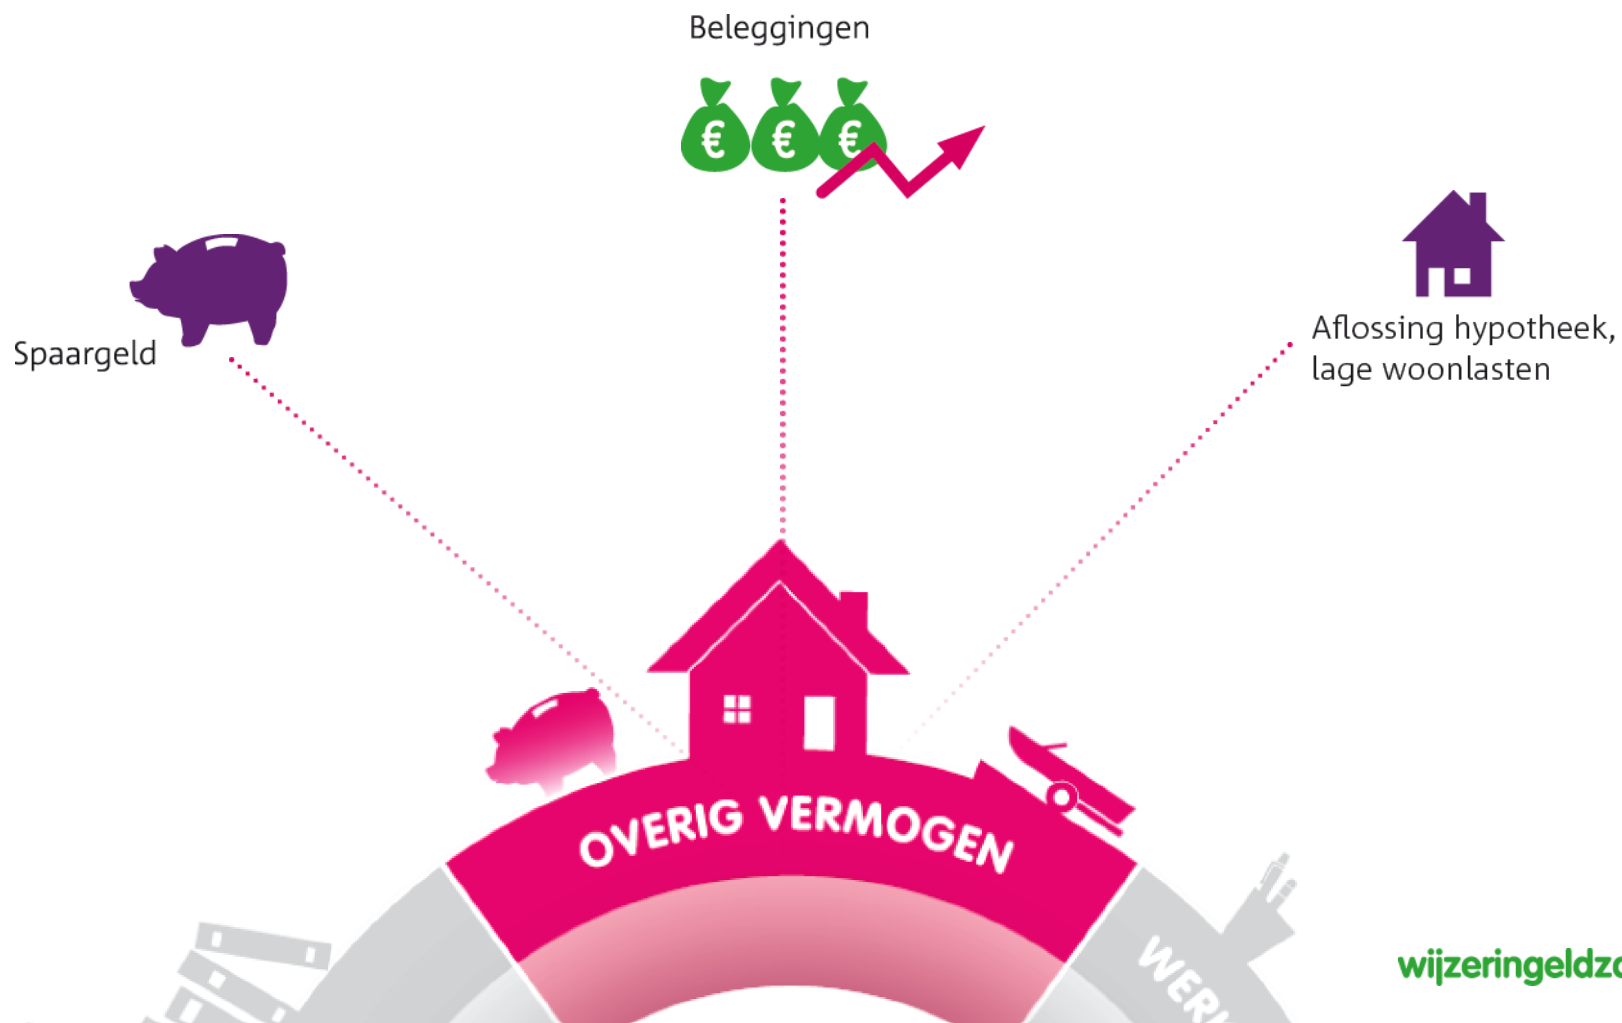 Beleggingen
€ € €
Spaargeld
Aflossing hypotheek,
lage woonlasten
OVERIG VERMOGEN